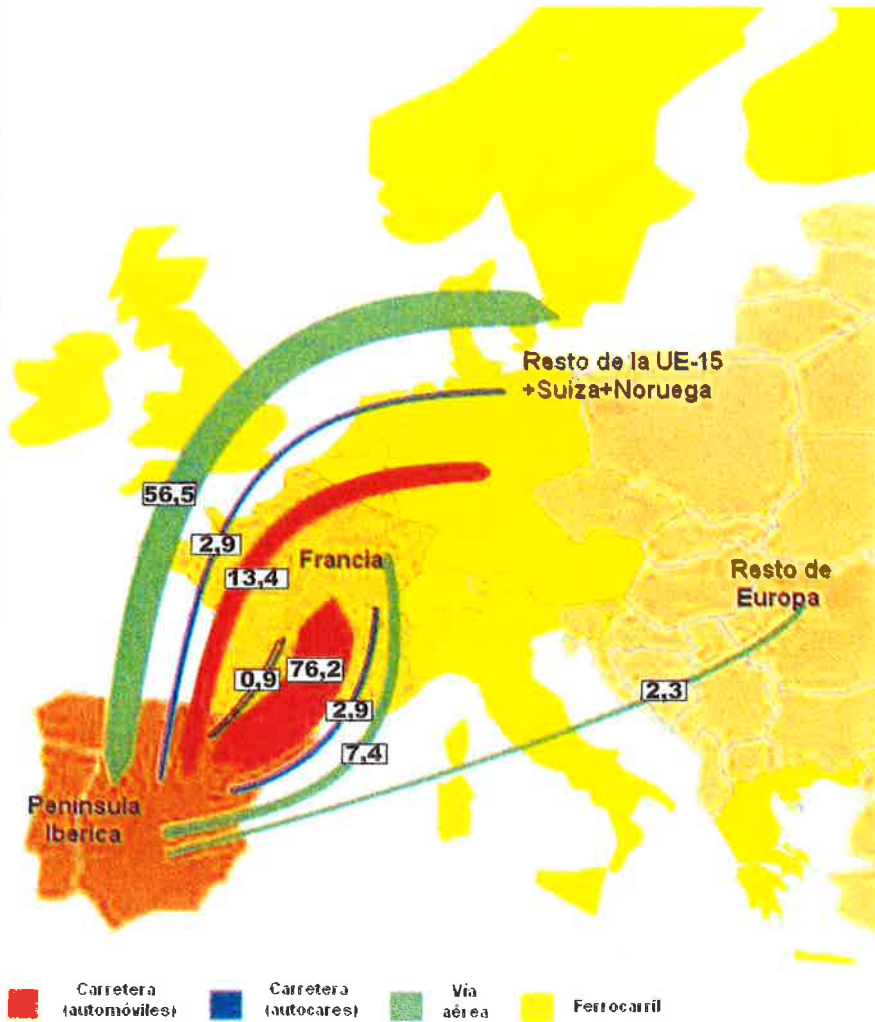 Resto de la UE-15
+Suiza+Noruega
56,5
2,9
Francia
13,4
Resto de
Europa
0,9
76,2
2,3
2,9
7,4
Peninsula
Iberica
Carretera
(automóviles)
Carretera
(autocares)
Vía
aérea
Ferrocarril